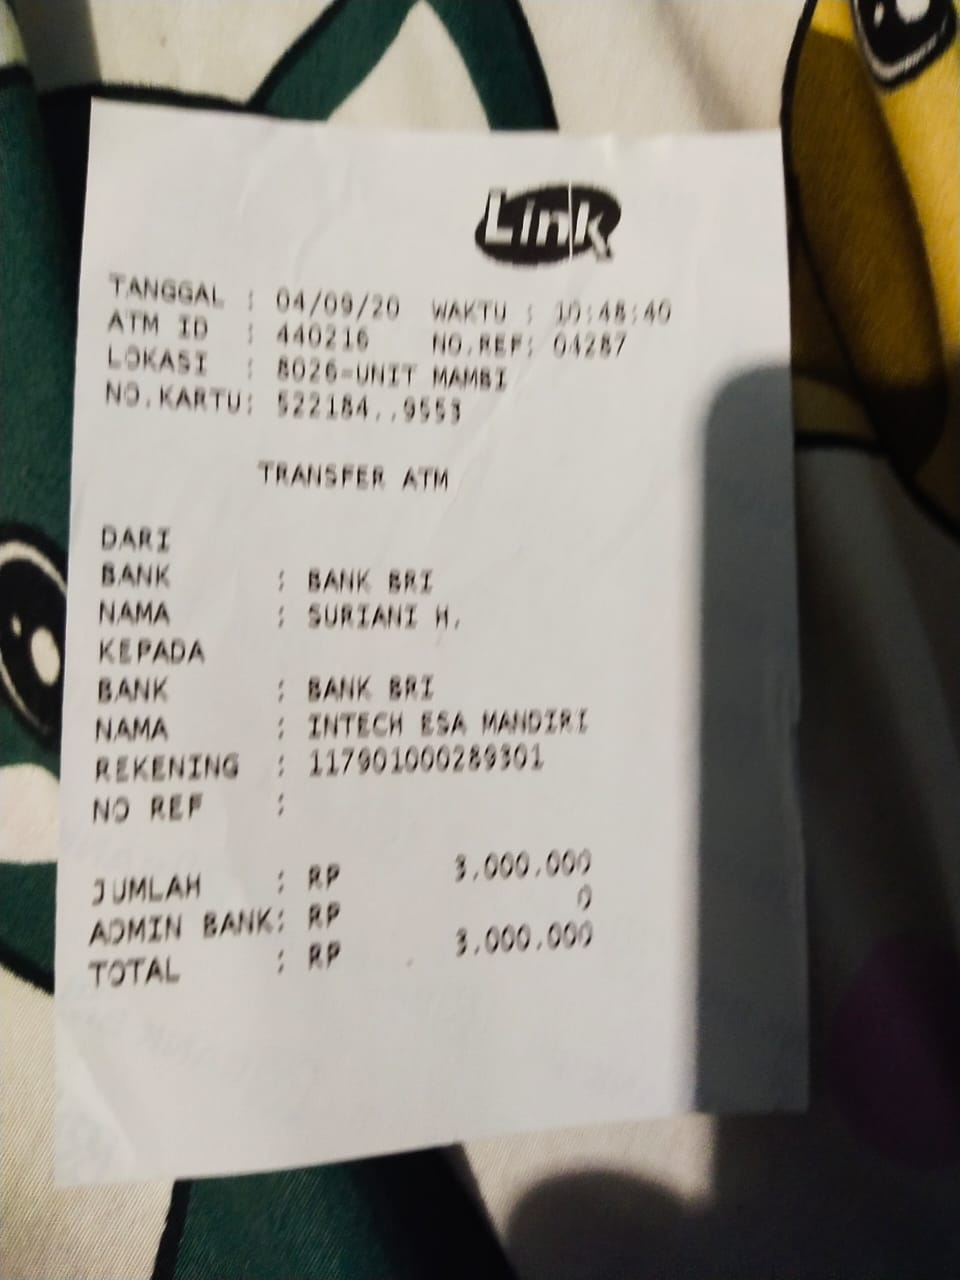 Link
TANGGAL : 04/09/20 WAKTU : 10:48:40
ATM ID : 440216 NO.REF: 04287
LOKASI : 8026-UNIT MAMBI
NO.KARTU: 522184..9553
TRANSFER ATM
DARI
BANK : BANK BRI
NAMA : SURIANI H.
KEPADA
BANK : BANK BRI
NAMA : INTECH ESA MANDIRI
REKENING : 117901000289301
NO REF :
JUMLAH : RP 3.000.000
ADMIN BANK: RP 0
TOTAL : RP 3.000.000